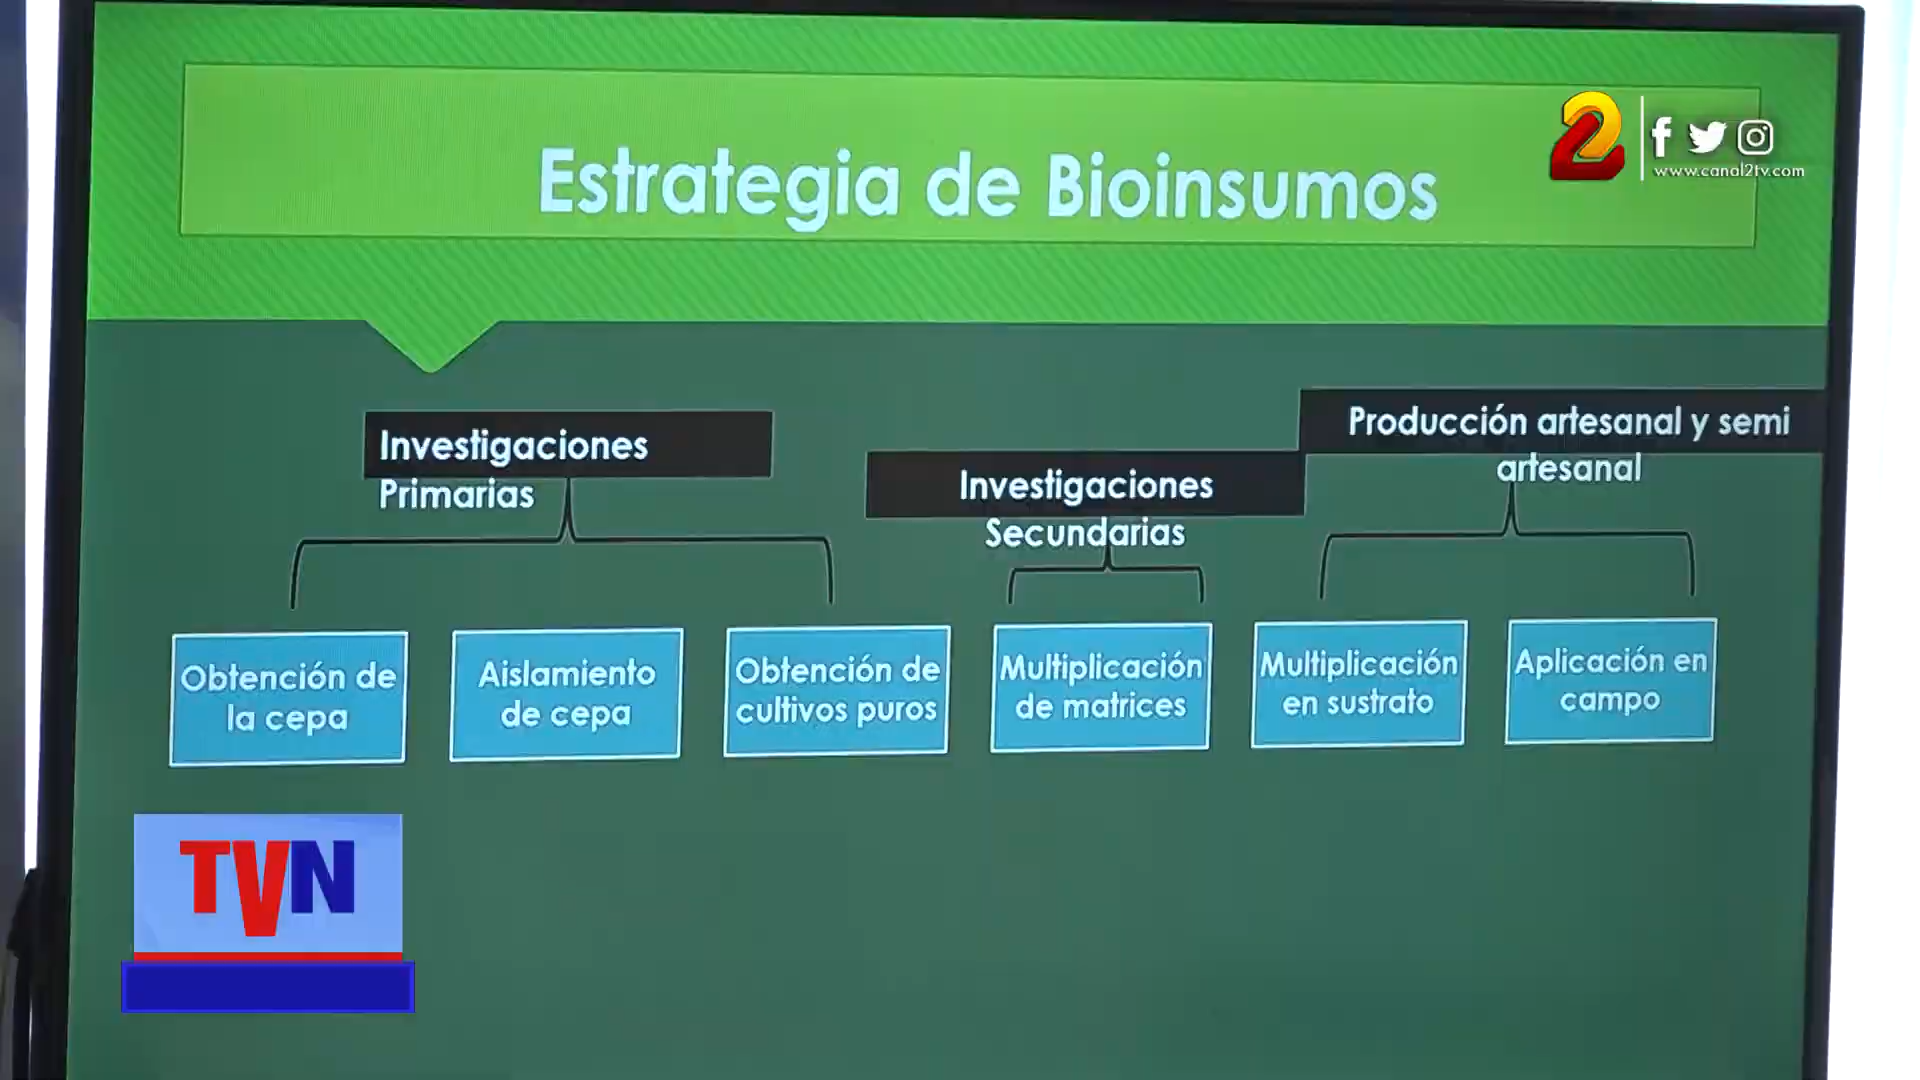 Estrategia de Bioinsumos
2
www.canal2tv.com
Investigaciones
Primarias
Investigaciones
Secundarias
Producción artesanal y semi
artesanal
Obtención de
la cepa
Aislamiento
de cepa
Obtención de
cultivos puros
Multiplicación
de matrices
Multiplicación
en sustrato
Aplicación en
campo
TVN